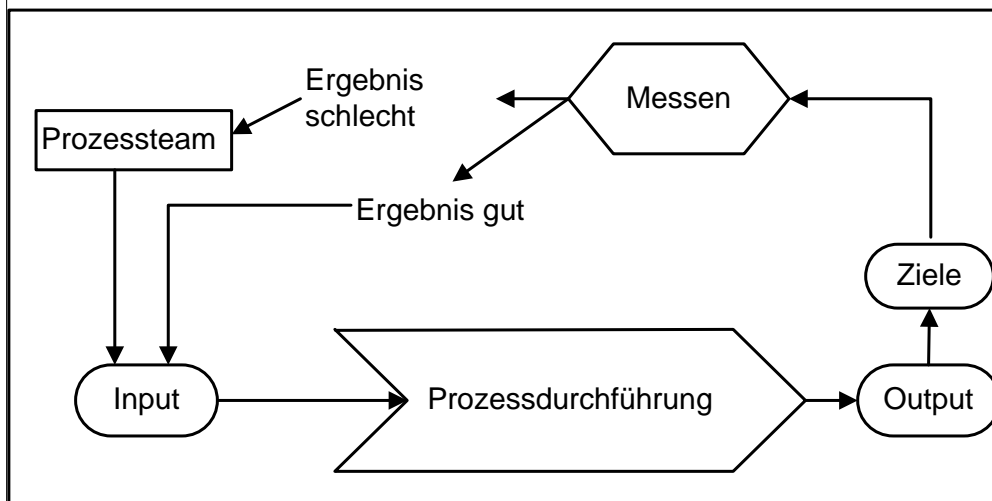 Ergebnis
schlecht
Messen
Prozessteam
Ergebnis gut
Ziele
Input
Prozessdurchführung
Output